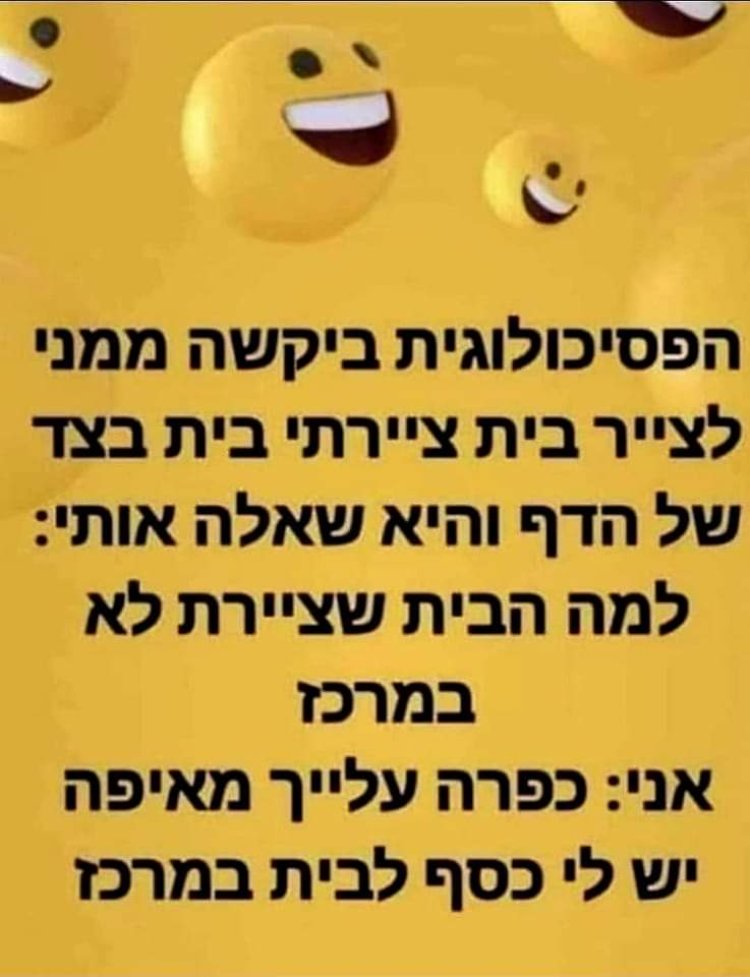 הפסיכולוגית ביקשה ממני
לצייר בית ציירתי בית בצד
של הדף והיא שאלה אותי:
למה הבית שציירת לא
במרכז
אני: כפרה עלייך מאיפה
יש לי כסף לבית במרכז